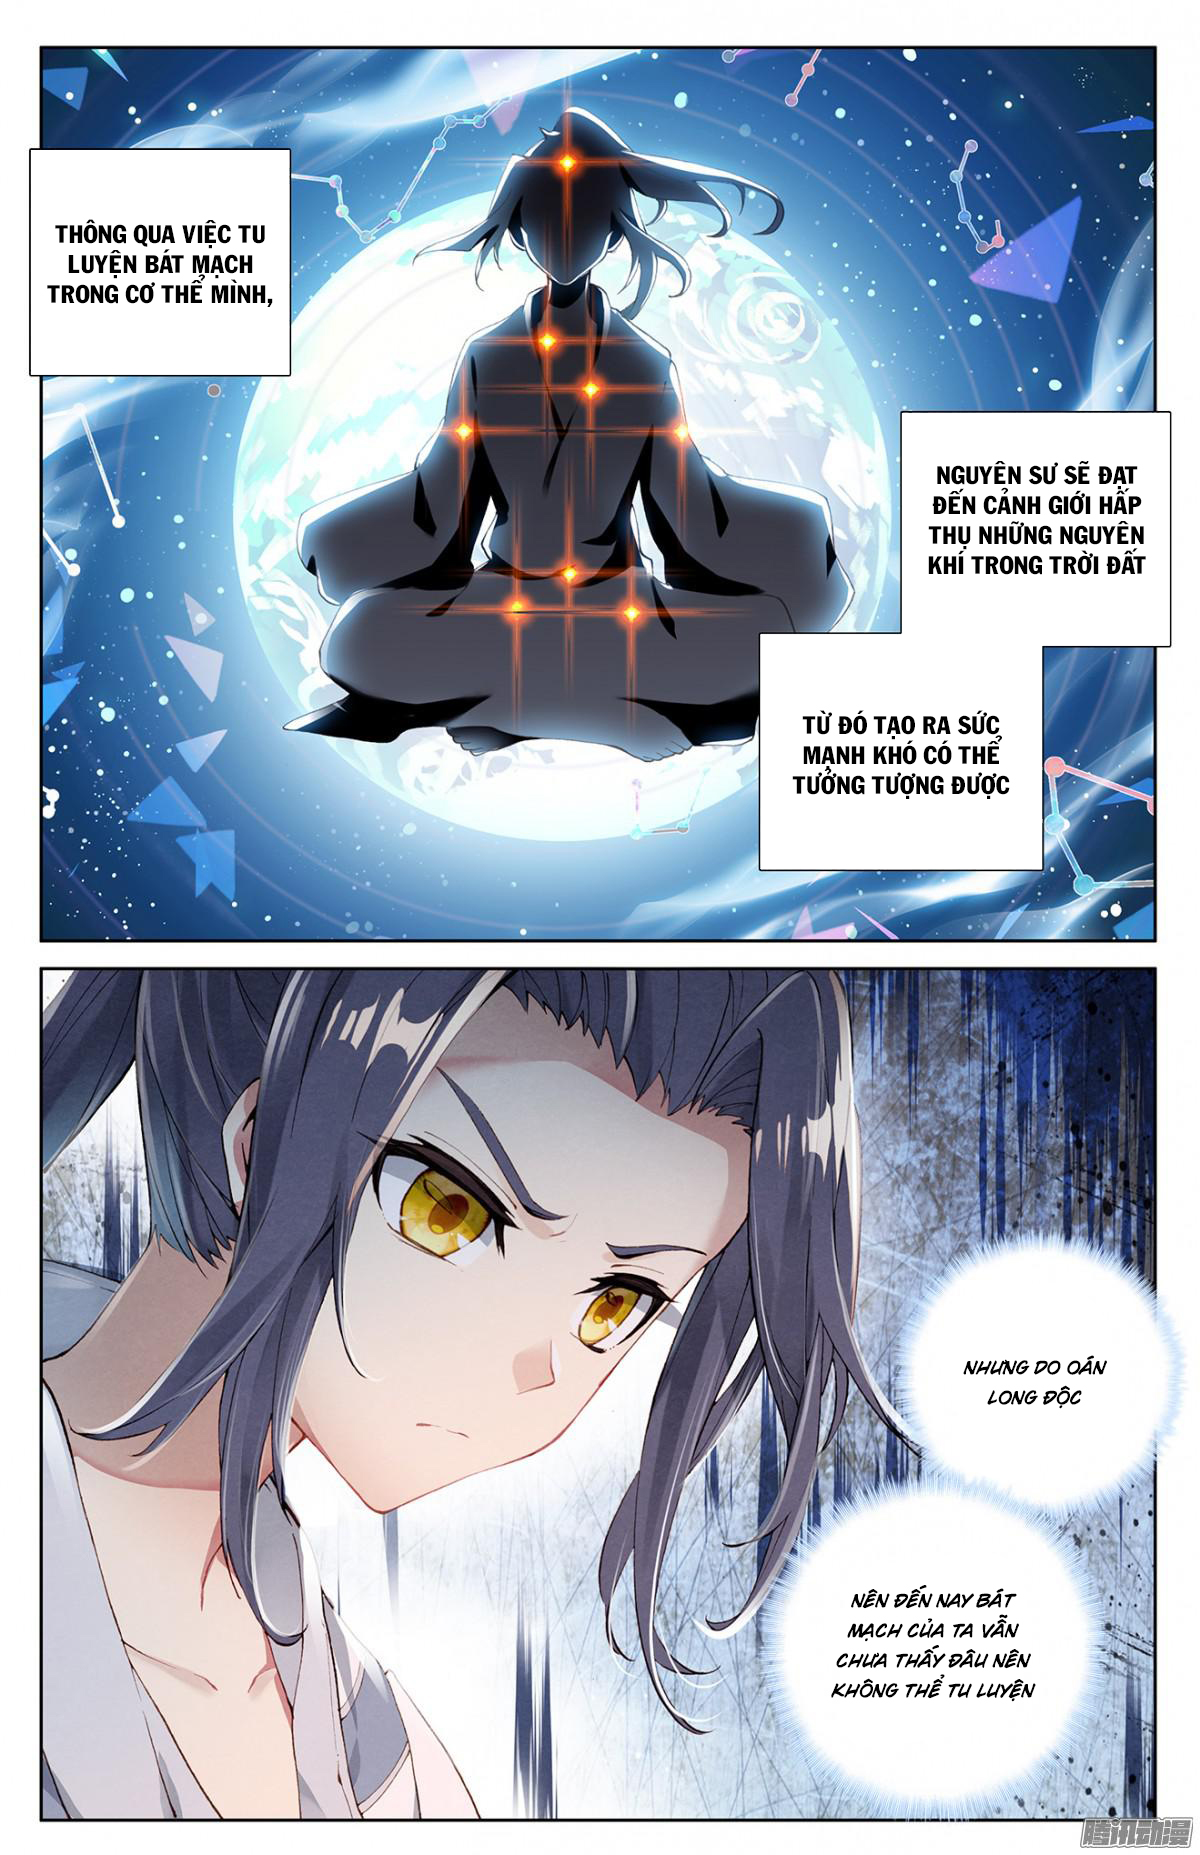 THÔNG QUA VIỆC TU
LUYỆN BÁT MẠCH
TRONG CƠ THỂ MÌNH,
NGUYÊN SƯ SẼ ĐẠT
ĐẾN CẢNH GIỚI HẤP
THỤ NHỮNG NGUYÊN
KHÍ TRONG TRỜI ĐẤT
TỪ ĐÓ TẠO RA SỨC
MẠNH KHÓ CÓ THỂ
TƯỞNG TƯỢNG ĐƯỢC
NHƯNG DO OÁN
LONG ĐỘC
NÊN ĐẾN NAY BÁT
MẠCH CỦA TA VẪN
CHƯA THẤY ĐÂU NÊN
KHÔNG THỂ TU LUYỆN
腾讯动漫